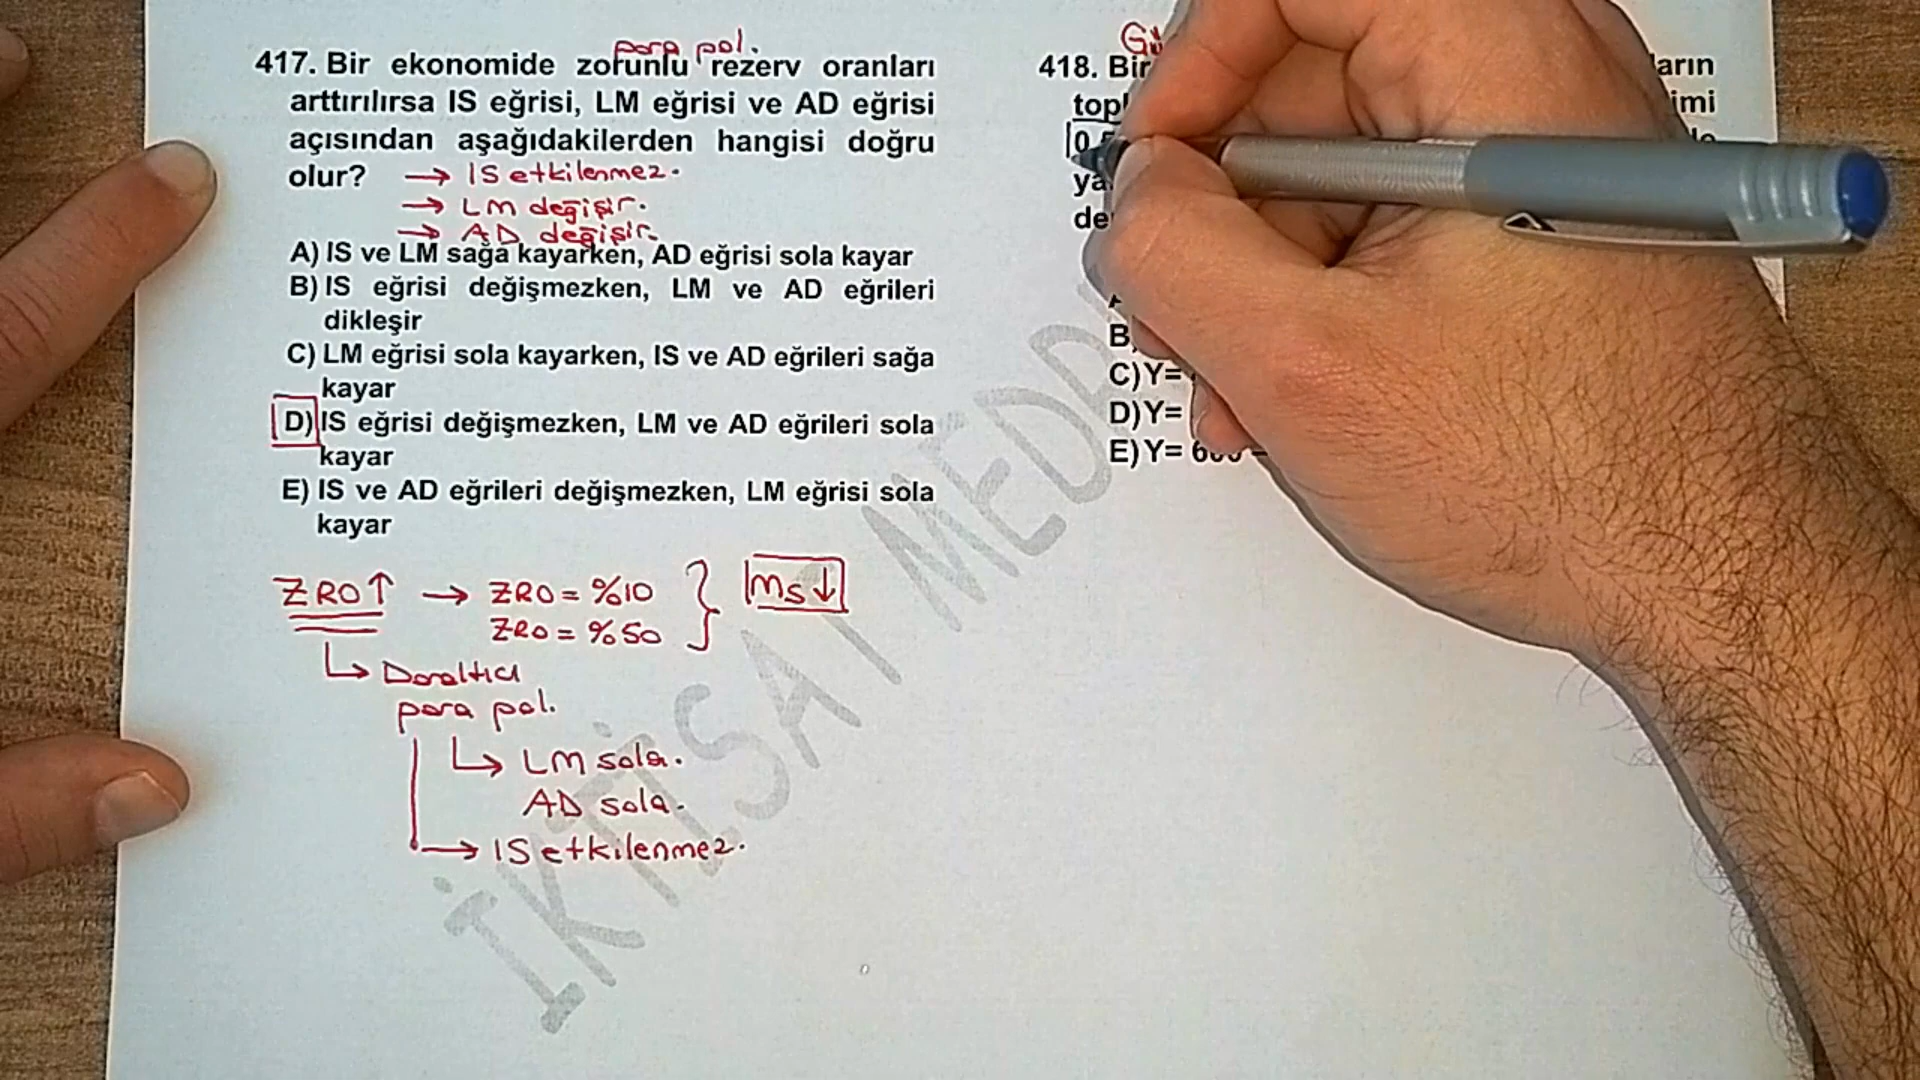 para pol.
417. Bir ekonomide zorunlu rezerv oranları
arttırılırsa IS eğrisi, LM eğrisi ve AD eğrisi
açısından aşağıdakilerden hangisi doğru
olur? → IS etkilenmez.
→ LM değişir.
→ AD değişir.
A) IS ve LM sağa kayarken, AD eğrisi sola kayar
B) IS eğrisi değişmezken, LM ve AD eğrileri
dikleşir
C) LM eğrisi sola kayarken, IS ve AD eğrileri sağa
kayar
D) IS eğrisi değişmezken, LM ve AD eğrileri sola
kayar
E) IS ve AD eğrileri değişmezken, LM eğrisi sola
kayar
ZRO↑ → ZRO = %10 } Ms↓
ZRO = %50
↳ Daraltıcı
para pol.
↳ LM sola.
AD sola.
→ IS etkilenmez.
418. Bir
C) Y=
D) Y=
E) Y=
İKTİSAT